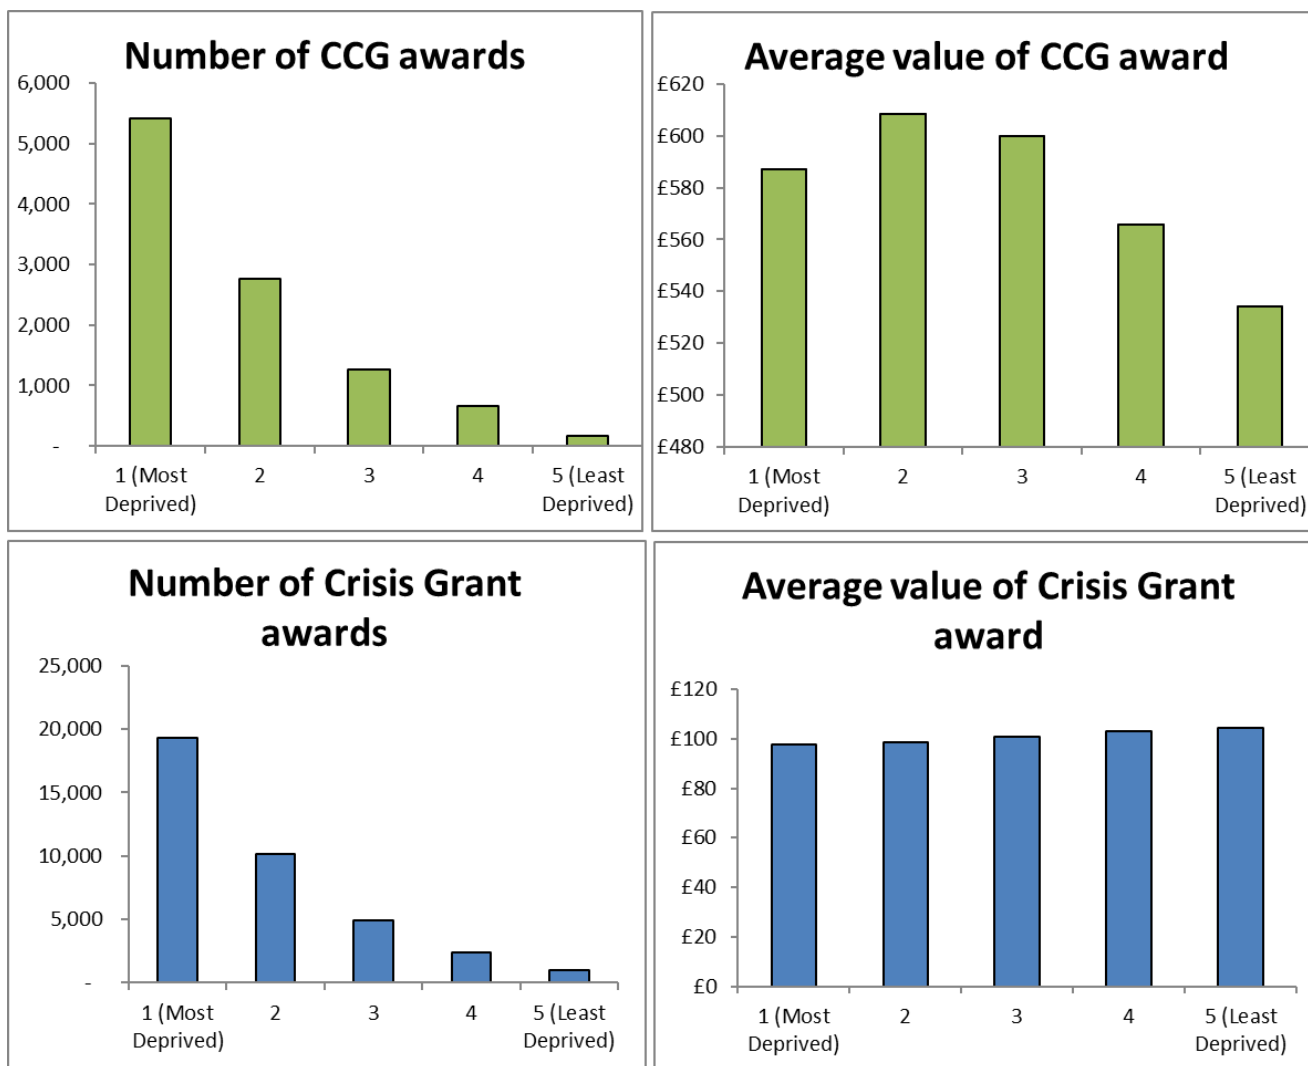 Number of CCG awards
6,000
5,000
4,000
3,000
2,000
1,000
-
1 (Most
Deprived)
2
3
4
5 (Least
Deprived)
Average value of CCG award
£620
£600
£580
£560
£540
£520
£500
£480
1 (Most
Deprived)
2
3
4
5 (Least
Deprived)
Number of Crisis Grant
awards
25,000
20,000
15,000
10,000
5,000
-
1 (Most
Deprived)
2
3
4
5 (Least
Deprived)
Average value of Crisis Grant
award
£120
£100
£80
£60
£40
£20
£0
1 (Most
Deprived)
2
3
4
5 (Least
Deprived)